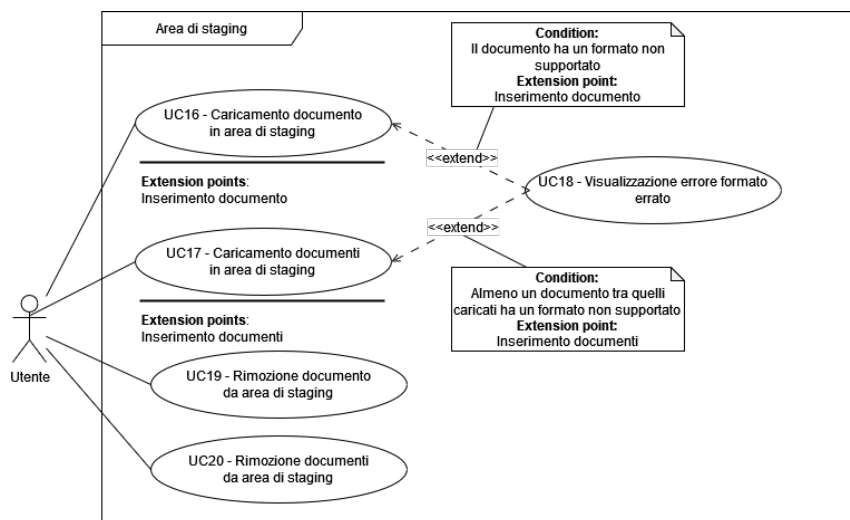 Area di staging
Condition:
Il documento ha un formato non
supportato
Extension point:
Inserimento documento
UC16 - Caricamento documento
in area di staging
<<extend>>
Extension points:
Inserimento documento
UC18 - Visualizzazione errore formato
errato
<<extend>>
UC17 - Caricamento documenti
in area di staging
Condition:
Almeno un documento tra quelli
caricati ha un formato non supportato
Extension point:
Inserimento documenti
Extension points:
Inserimento documenti
Utente
UC19 - Rimozione documento
da area di staging
UC20 - Rimozione documenti
da area di staging